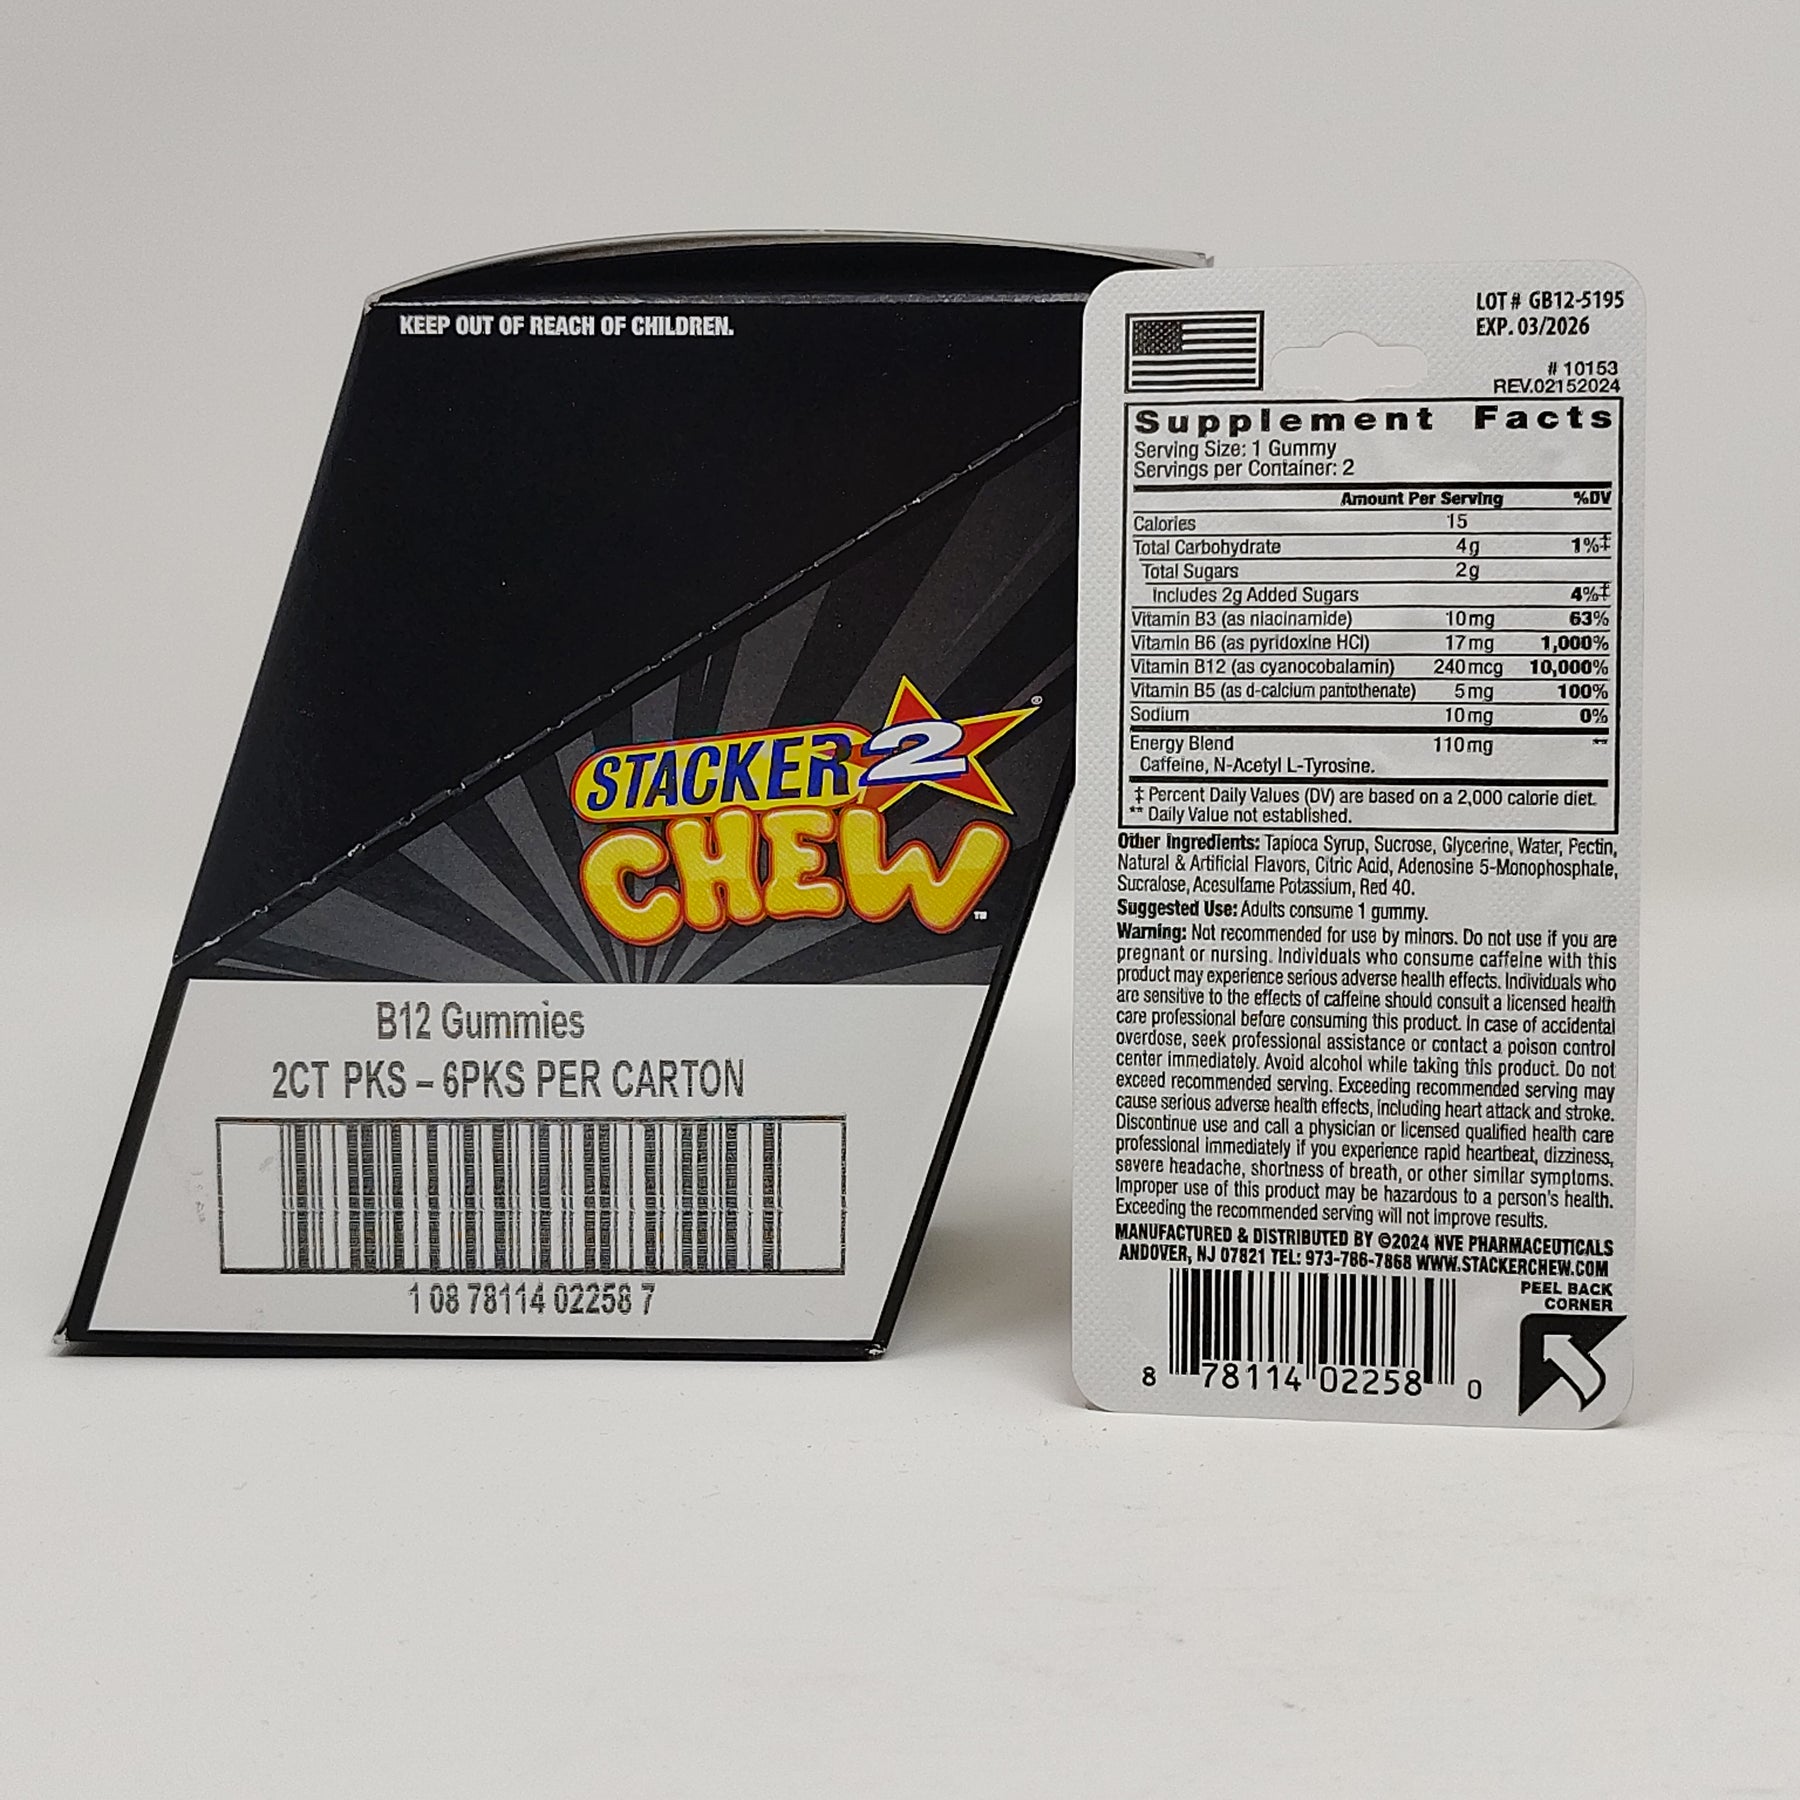 KEEP OUT OF REACH OF CHILDREN.
STACKER 2 ®
CHEW ™
B12 Gummies
2CT PKS – 6PKS PER CARTON
1 08 78114 02258 7
LOT # GB12-5195
EXP. 03/2026
# 10153
REV.02152024
Supplement Facts
Serving Size: 1 Gummy
Servings per Container: 2
Amount Per Serving %DV
Calories 15
Total Carbohydrate 4g 1%‡
Total Sugars 2g
Includes 2g Added Sugars 4%‡
Vitamin B3 (as niacinamide) 10mg 63%
Vitamin B6 (as pyridoxine HCl) 17mg 1,000%
Vitamin B12 (as cyanocobalamin) 240mcg 10,000%
Vitamin B5 (as d-calcium pantothenate) 5mg 100%
Sodium 10mg 0%
Energy Blend 110mg **
Caffeine, N-Acetyl L-Tyrosine.
‡ Percent Daily Values (DV) are based on a 2,000 calorie diet.
** Daily Value not established.
Other Ingredients: Tapioca Syrup, Sucrose, Glycerine, Water, Pectin,
Natural & Artificial Flavors, Citric Acid, Adenosine 5-Monophosphate,
Sucralose, Acesulfame Potassium, Red 40.
Suggested Use: Adults consume 1 gummy.
Warning: Not recommended for use by minors. Do not use if you are
pregnant or nursing. Individuals who consume caffeine with this
product may experience serious adverse health effects. Individuals who
are sensitive to the effects of caffeine should consult a licensed health
care professional before consuming this product. In case of accidental
overdose, seek professional assistance or contact a poison control
center immediately. Avoid alcohol while taking this product. Do not
exceed recommended serving. Exceeding recommended serving may
cause serious adverse health effects, including heart attack and stroke.
Discontinue use and call a physician or licensed qualified health care
professional immediately if you experience rapid heartbeat, dizziness,
severe headache, shortness of breath, or other similar symptoms.
Improper use of this product may be hazardous to a person's health.
Exceeding the recommended serving will not improve results.
MANUFACTURED & DISTRIBUTED BY ©2024 NVE PHARMACEUTICALS
ANDOVER, NJ 07821 TEL: 973-786-7868 WWW.STACKERCHEW.COM
PEEL BACK
CORNER
8 78114 02258 0